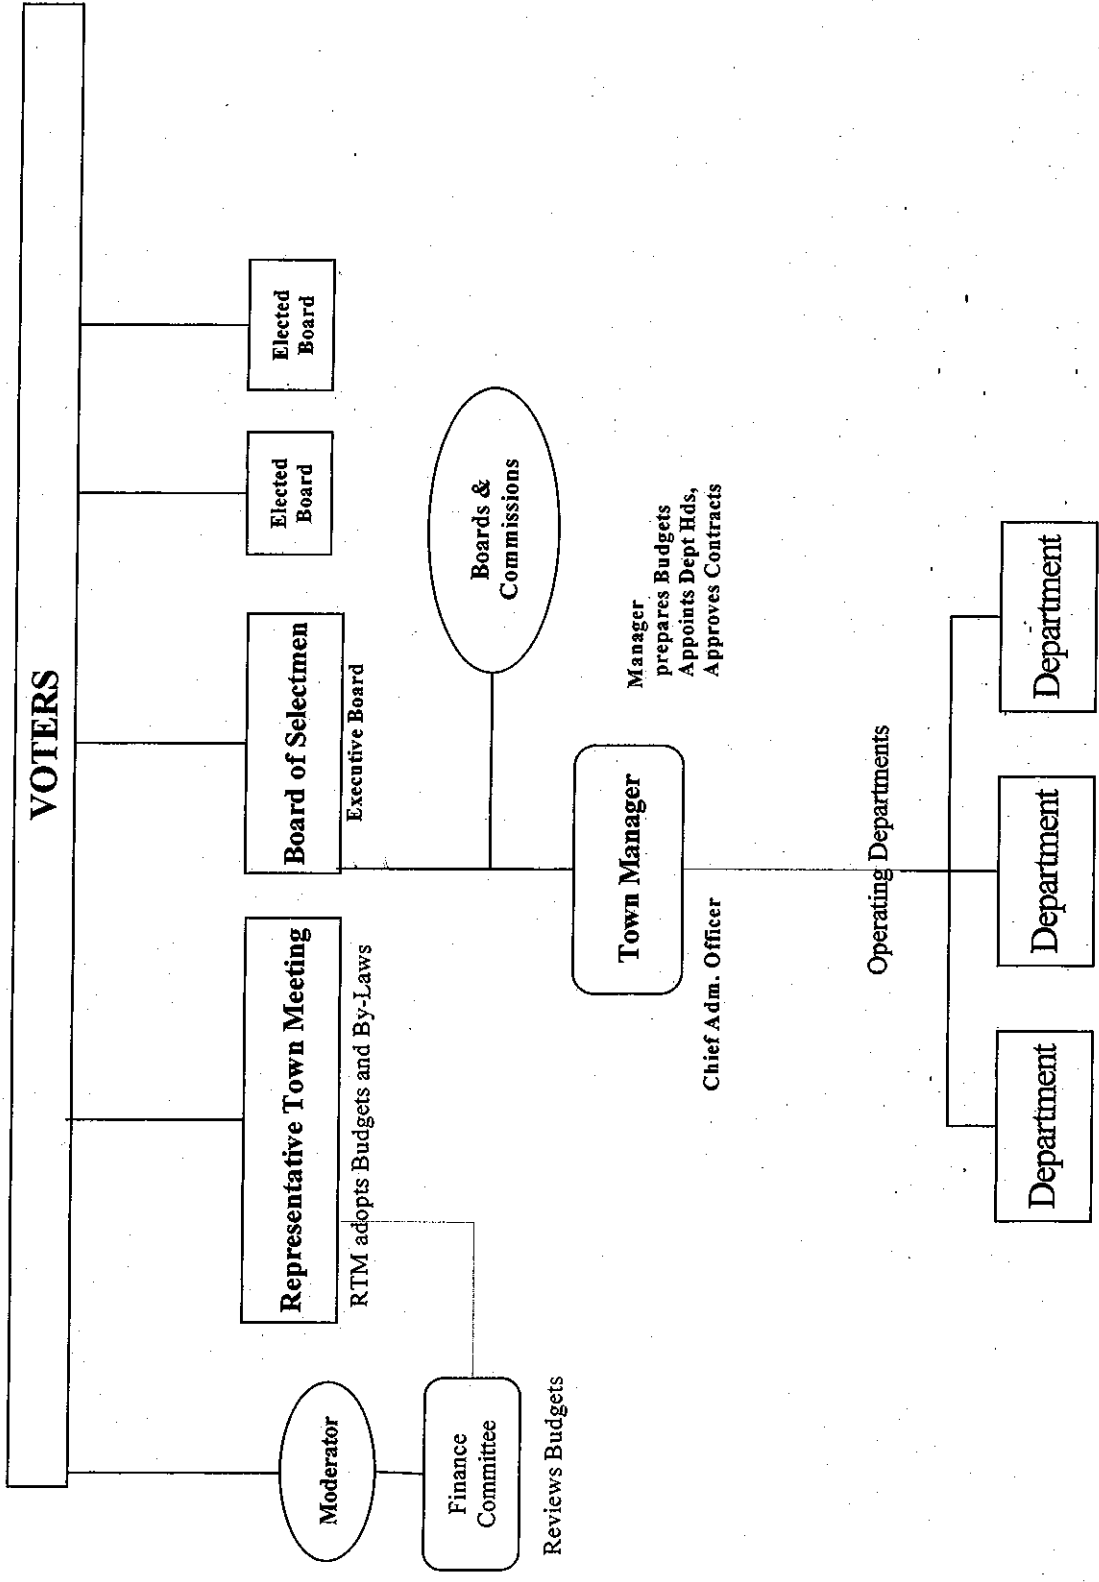 VOTERS
Moderator
Representative Town Meeting
RTM adopts Budgets and By-Laws
Board of Selectmen
Executive Board
Elected
Board
Elected
Board
Finance
Committee
Reviews Budgets
Boards &
Commissions
Town Manager
Chief Adm. Officer
Manager
prepares Budgets
Appoints Dept Hds,
Approves Contracts
Operating Departments
Department
Department
Department